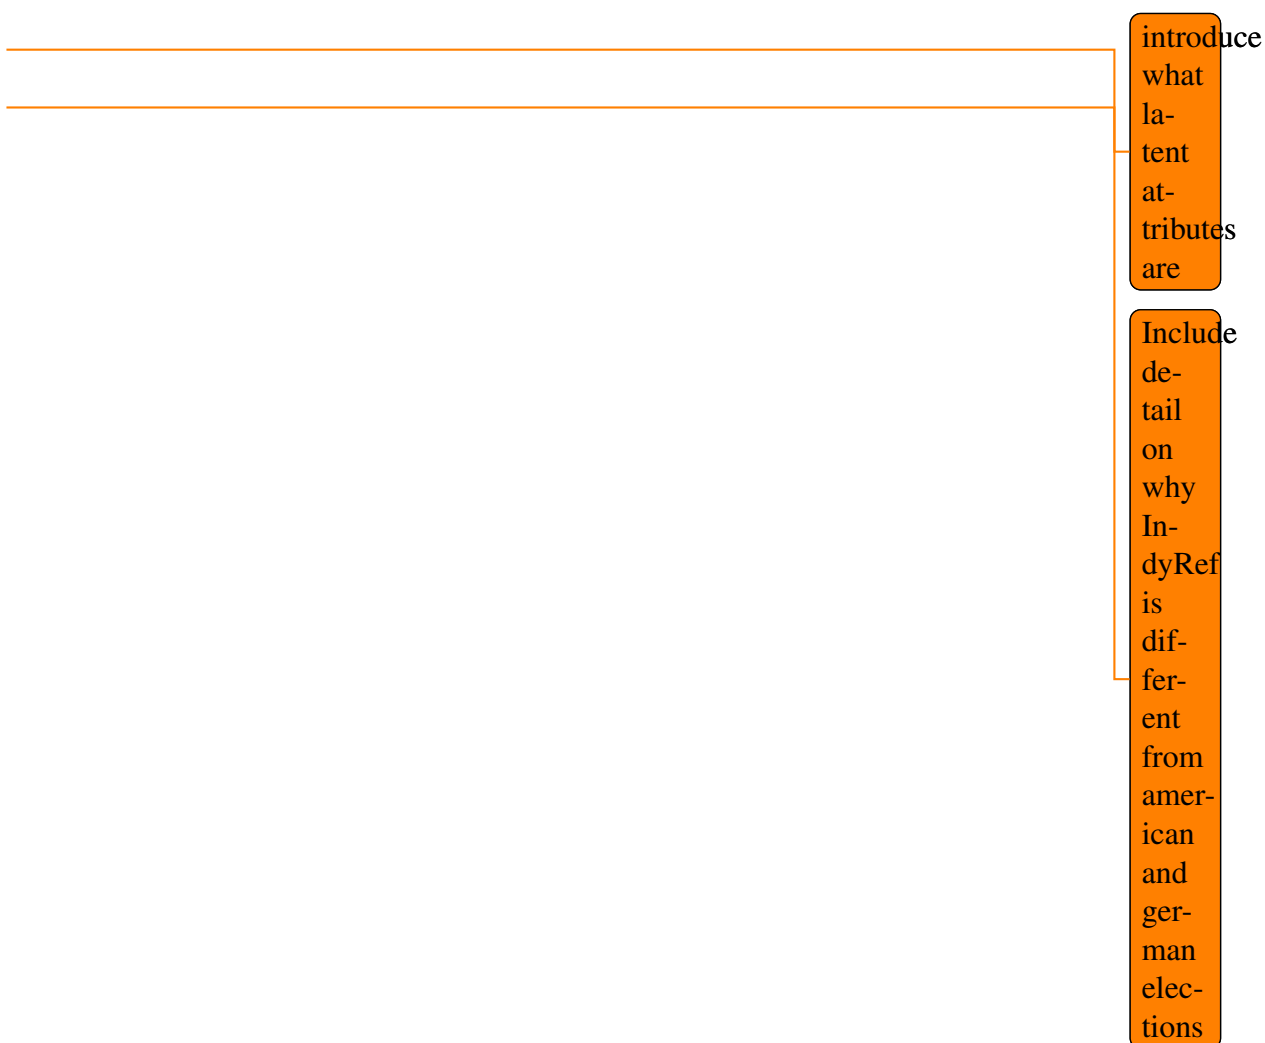 introduce
what
la-
tent
at-
tributes
are
Include
de-
tail
on
why
In-
dyRef
is
dif-
fer-
ent
from
amer-
ican
and
ger-
man
elec-
tions